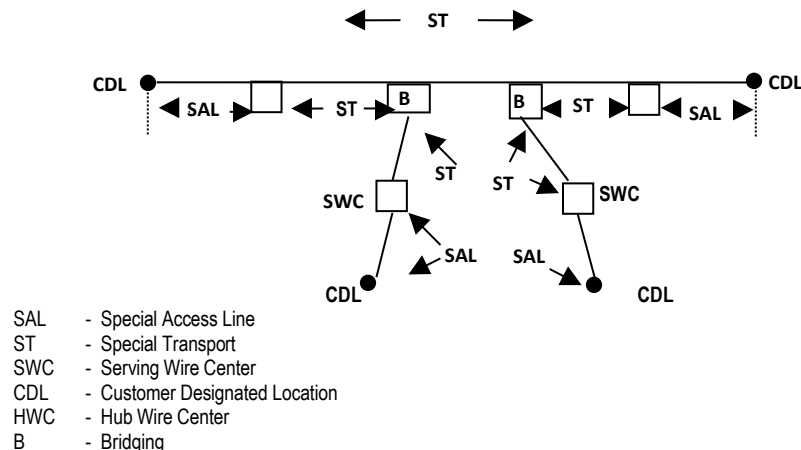 ST
CDL CDL
SAL ST B B ST SAL
ST ST
SWC SWC
SAL SAL
CDL CDL
SAL - Special Access Line
ST - Special Transport
SWC - Serving Wire Center
CDL - Customer Designated Location
HWC - Hub Wire Center
B - Bridging